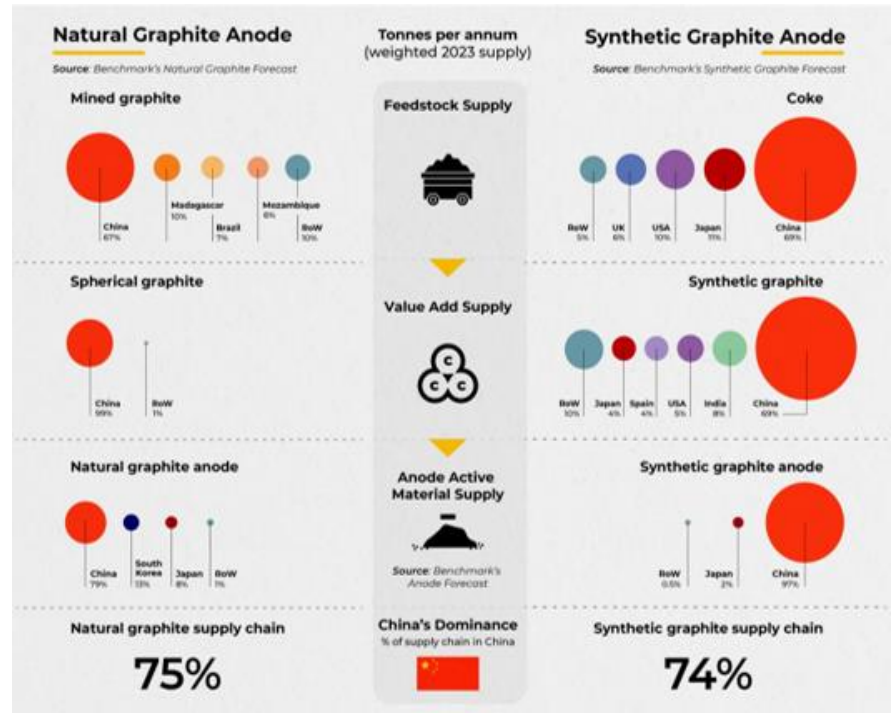 Natural Graphite Anode
Source: Benchmark's Natural Graphite Forecast
Tonnes per annum
(weighted 2023 supply)
Synthetic Graphite Anode
Source: Benchmark's Synthetic Graphite Forecast
Mined graphite
China
67%
Madagascar
10%
Brazil
7%
Mozambique
6%
RoW
10%
Feedstock Supply
Coke
RoW
5%
UK
6%
USA
10%
Japan
11%
China
69%
Spherical graphite
China
99%
RoW
1%
Value Add Supply
C
C C
Synthetic graphite
RoW
10%
Japan
4%
Spain
4%
USA
5%
India
8%
China
69%
Natural graphite anode
China
79%
South
Korea
13%
Japan
8%
RoW
1%
Anode Active
Material Supply
Source: Benchmark's
Anode Forecast
Synthetic graphite anode
RoW
0.5%
Japan
2%
China
97%
Natural graphite supply chain
75%
China's Dominance
% of supply chain in China
Synthetic graphite supply chain
74%